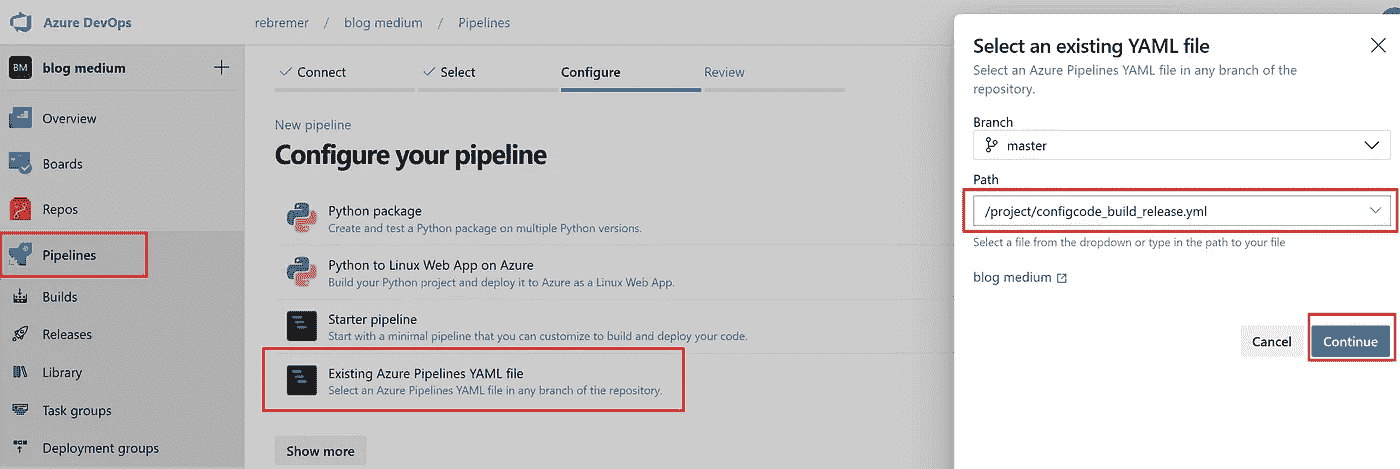 Azure DevOps
rebremer / blog medium / Pipelines
BM blog medium
Overview
Boards
Repos
Pipelines
Builds
Releases
Library
Task groups
Deployment groups
Connect Select Configure Review
New pipeline
Configure your pipeline
Python package
Create and test a Python package on multiple Python versions.
Python to Linux Web App on Azure
Build your Python project and deploy it to Azure as a Linux Web App.
Starter pipeline
Start with a minimal pipeline that you can customize to build and deploy your code.
Existing Azure Pipelines YAML file
Select an Azure Pipelines YAML file in any branch of the repository.
Show more
Select an existing YAML file
Select an Azure Pipelines YAML file in any branch of the
repository.
Branch
master
Path
/project/configcode_build_release.yml
Select a file from the dropdown or type in the path to your file
blog medium
Cancel Continue